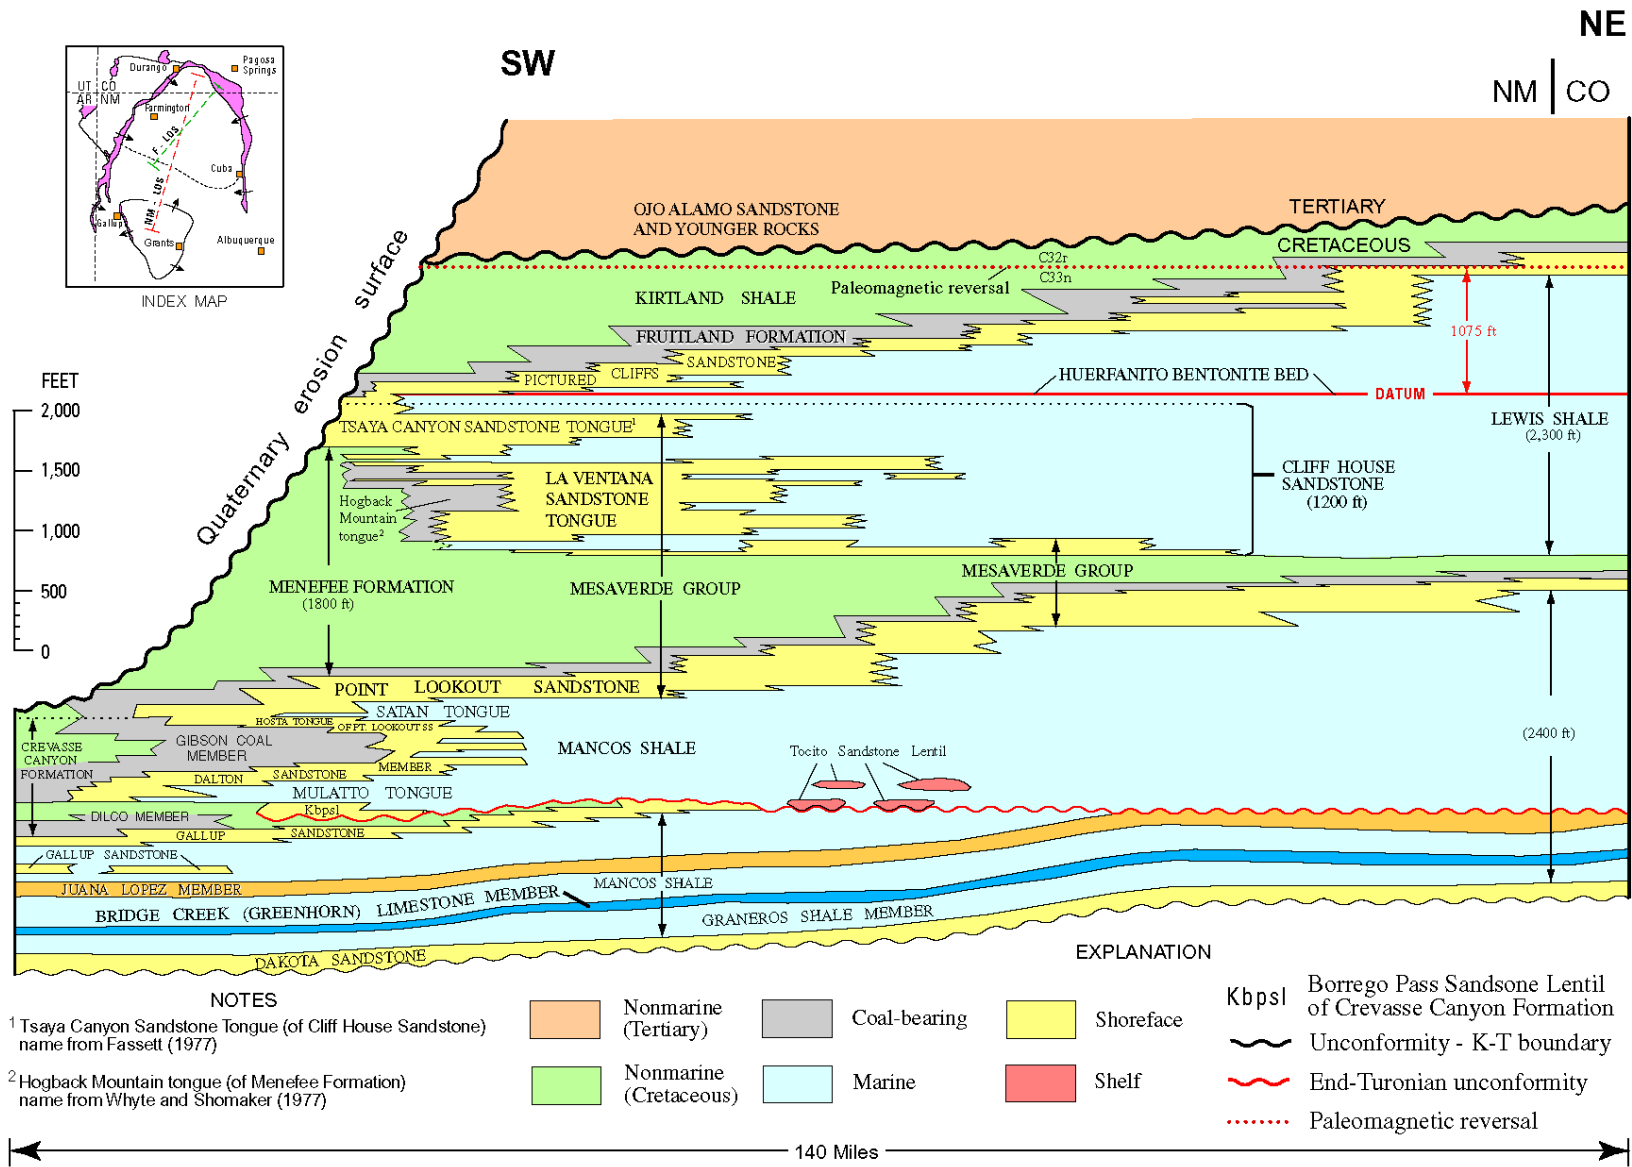 NE
SW
NM
CO
Durango
Pagosa
Springs
UT
CO
AR
NM
Farmington
F - LDS
NM - LDS
Cuba
Gallup
Grants
Albuquerque
INDEX MAP
Quaternary erosion surface
OJO ALAMO SANDSTONE
AND YOUNGER ROCKS
TERTIARY
CRETACEOUS
C32r
C33n
Paleomagnetic reversal
KIRTLAND SHALE
FRUITLAND FORMATION
1075 ft
PICTURED CLIFFS SANDSTONE
HUERFANITO BENTONITE BED
DATUM
FEET
2,000
1,500
1,000
500
0
LEWIS SHALE
(2,300 ft)
TSAYA CANYON SANDSTONE TONGUE1
LA VENTANA
SANDSTONE
TONGUE
CLIFF HOUSE
SANDSTONE
(1200 ft)
Hogback
Mountain
tongue2
MENEFEE FORMATION
(1800 ft)
MESAVERDE GROUP
MESAVERDE GROUP
POINT LOOKOUT SANDSTONE
SATAN TONGUE
HOSTA TONGUE OF PT. LOOKOUT SS
CREVASSE
CANYON
FORMATION
GIBSON COAL
MEMBER
MANCOS SHALE
(2400 ft)
Tocito Sandstone Lentil
DALTON SANDSTONE MEMBER
MULATTO TONGUE
Kbpsl
DILCO MEMBER
GALLUP SANDSTONE
GALLUP SANDSTONE
JUANA LOPEZ MEMBER
MANCOS SHALE
BRIDGE CREEK (GREENHORN) LIMESTONE MEMBER
GRANEROS SHALE MEMBER
DAKOTA SANDSTONE
NOTES
1 Tsaya Canyon Sandstone Tongue (of Cliff House Sandstone)
name from Fassett (1977)
2 Hogback Mountain tongue (of Menefee Formation)
name from Whyte and Shomaker (1977)
EXPLANATION
Nonmarine
(Tertiary)
Coal-bearing
Shoreface
Nonmarine
(Cretaceous)
Marine
Shelf
Kbpsl
Borrego Pass Sandsone Lentil
of Crevasse Canyon Formation
Unconformity - K-T boundary
End-Turonian unconformity
Paleomagnetic reversal
140 Miles